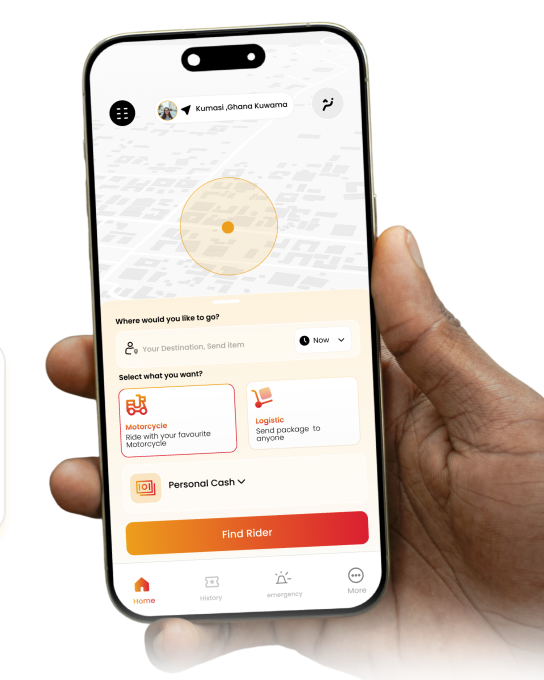 Kumasi ,Ghana Kuwama
Where would you like to go?
Your Destination, Send item
Now
Select what you want?
Motorcycle
Ride with your favourite
Motorcycle
Logistic
Send package to
anyone
Personal Cash
Find Rider
Home
History
emergency
More